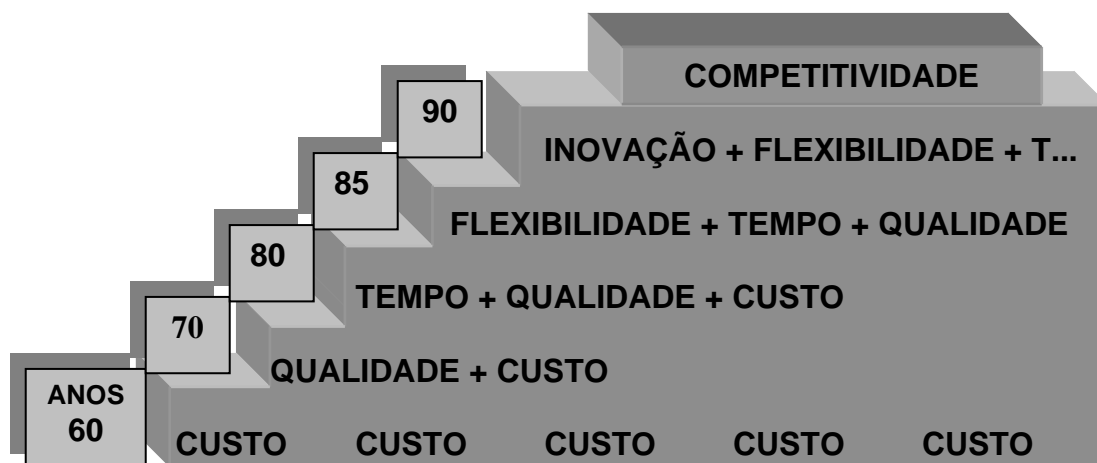 COMPETITIVIDADE
90
INOVAÇÃO + FLEXIBILIDADE + T...
85
FLEXIBILIDADE + TEMPO + QUALIDADE
80
TEMPO + QUALIDADE + CUSTO
70
QUALIDADE + CUSTO
ANOS
60
CUSTO CUSTO CUSTO CUSTO CUSTO